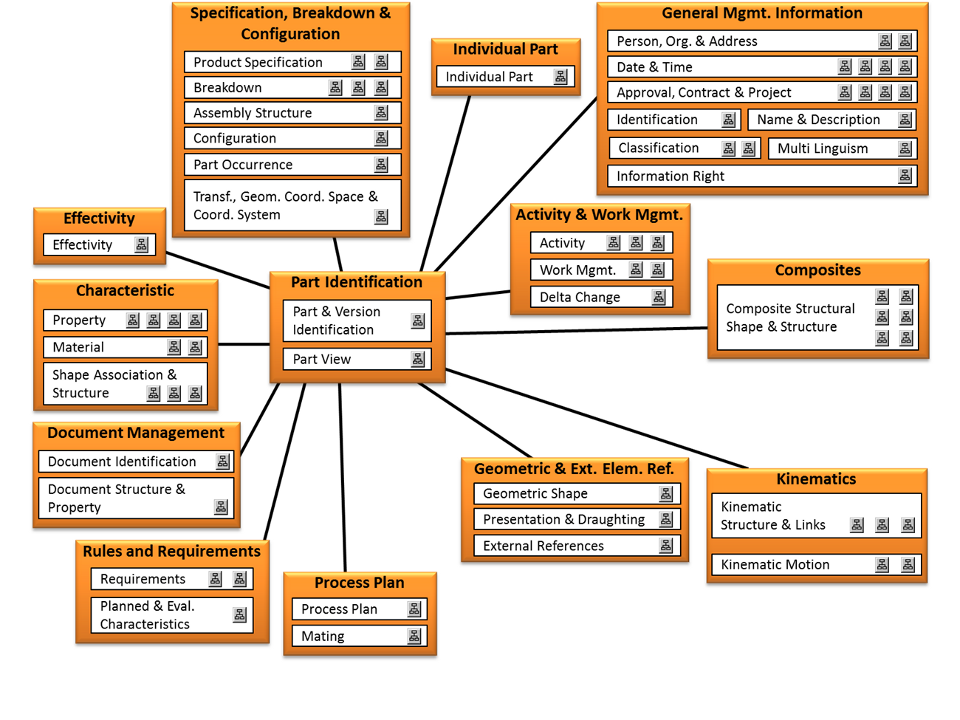 Specification, Breakdown &
Configuration
Product Specification
Breakdown
Assembly Structure
Configuration
Part Occurrence
Transf., Geom. Coord. Space &
Coord. System
Individual Part
Individual Part
General Mgmt. Information
Person, Org. & Address
Date & Time
Approval, Contract & Project
Identification
Name & Description
Classification
Multi Linguism
Information Right
Effectivity
Effectivity
Activity & Work Mgmt.
Activity
Work Mgmt.
Delta Change
Composites
Composite Structural
Shape & Structure
Part Identification
Part & Version
Identification
Part View
Characteristic
Property
Material
Shape Association &
Structure
Document Management
Document Identification
Document Structure &
Property
Geometric & Ext. Elem. Ref.
Geometric Shape
Presentation & Draughting
External References
Kinematics
Kinematic
Structure & Links
Kinematic Motion
Rules and Requirements
Requirements
Planned & Eval.
Characteristics
Process Plan
Process Plan
Mating